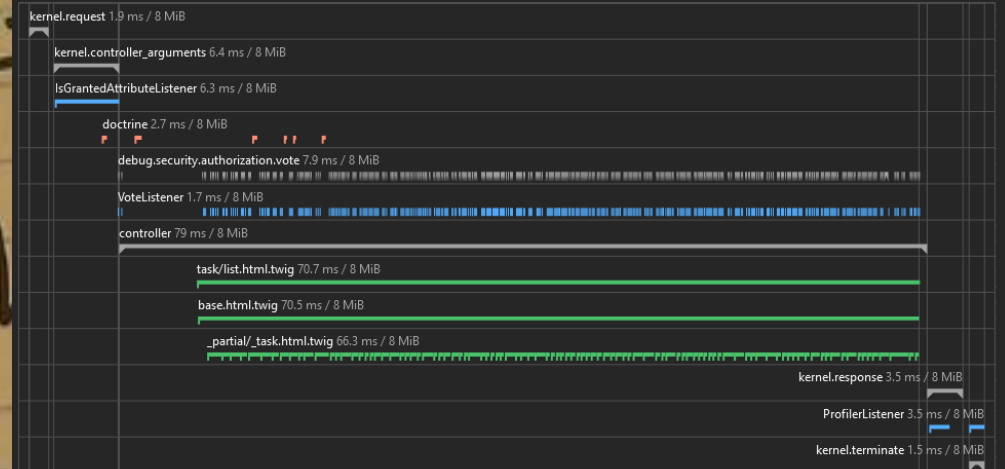 kernel.request 1.9 ms / 8 MiB
kernel.controller_arguments 6.4 ms / 8 MiB
IsGrantedAttributeListener 6.3 ms / 8 MiB
doctrine 2.7 ms / 8 MiB
debug.security.authorization.vote 7.9 ms / 8 MiB
VoteListener 1.7 ms / 8 MiB
controller 79 ms / 8 MiB
task/list.html.twig 70.7 ms / 8 MiB
base.html.twig 70.5 ms / 8 MiB
_partial/_task.html.twig 66.3 ms / 8 MiB
kernel.response 3.5 ms / 8 MiB
ProfilerListener 3.5 ms / 8 MiB
kernel.terminate 1.5 ms / 8 MiB